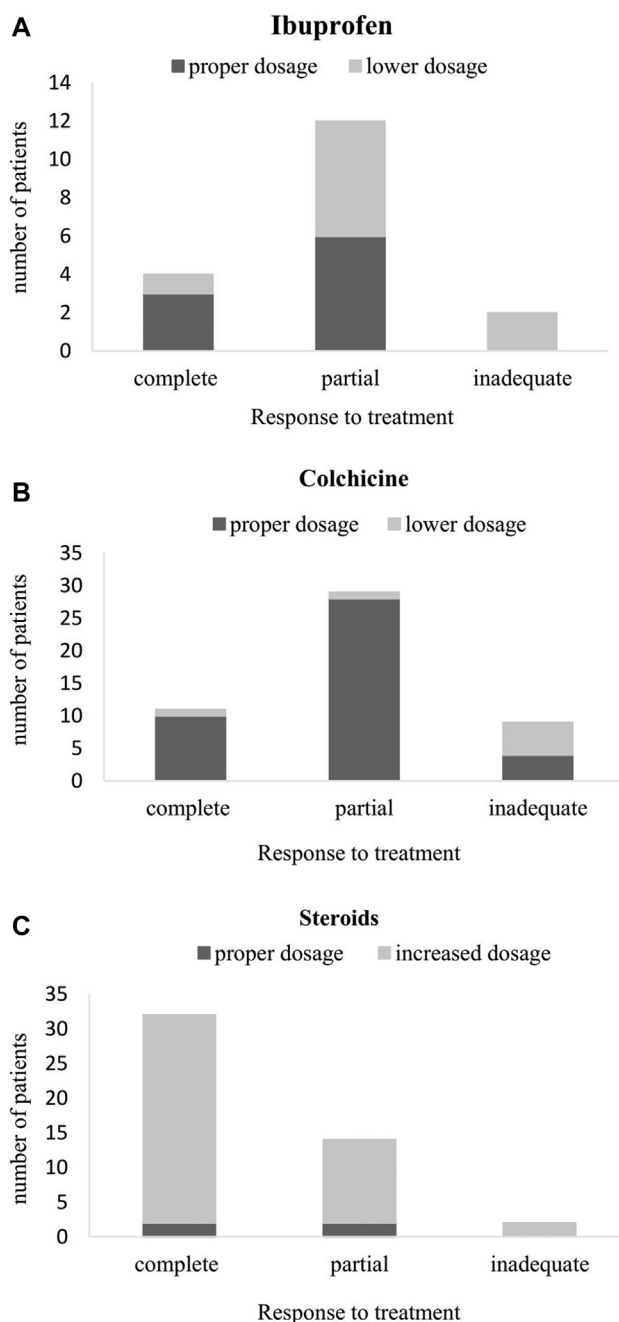 A
Ibuprofen
proper dosage lower dosage
number of patients
14
12
10
8
6
4
2
0
complete partial inadequate
Response to treatment
B
Colchicine
proper dosage lower dosage
number of patients
35
30
25
20
15
10
5
0
complete partial inadequate
Response to treatment
C
Steroids
proper dosage increased dosage
number of patients
35
30
25
20
15
10
5
0
complete partial inadequate
Response to treatment